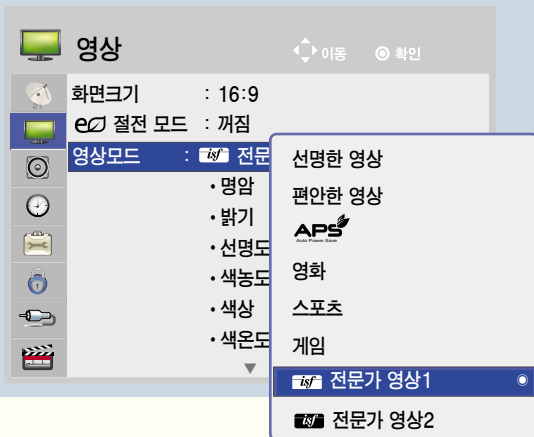 영상
이동 확인
화면크기 : 16:9
e 절전 모드 : 꺼짐
영상모드 : isf 전문
• 명암
• 밝기
• 선명도
• 색농도
• 색상
• 색온도
선명한 영상
편안한 영상
APS
Auto Power Save
영화
스포츠
게임
isf 전문가 영상1
isf 전문가 영상2